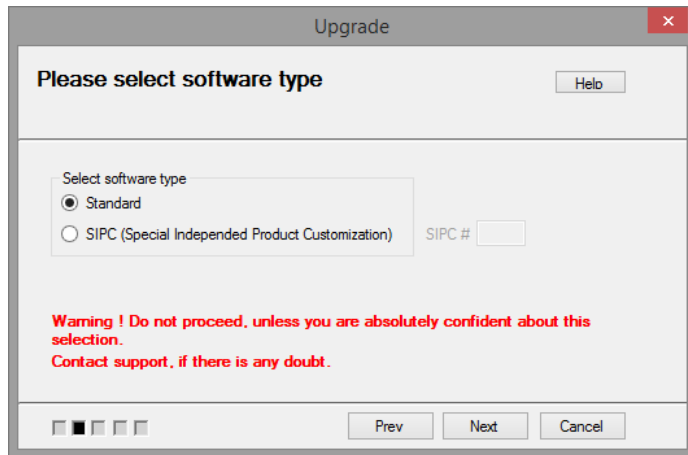 Upgrade
Please select software type
Help
Select software type
Standard
SIPC (Special Independed Product Customization)
SIPC #
Warning ! Do not proceed, unless you are absolutely confident about this
selection.
Contact support, if there is any doubt.
Prev
Next
Cancel